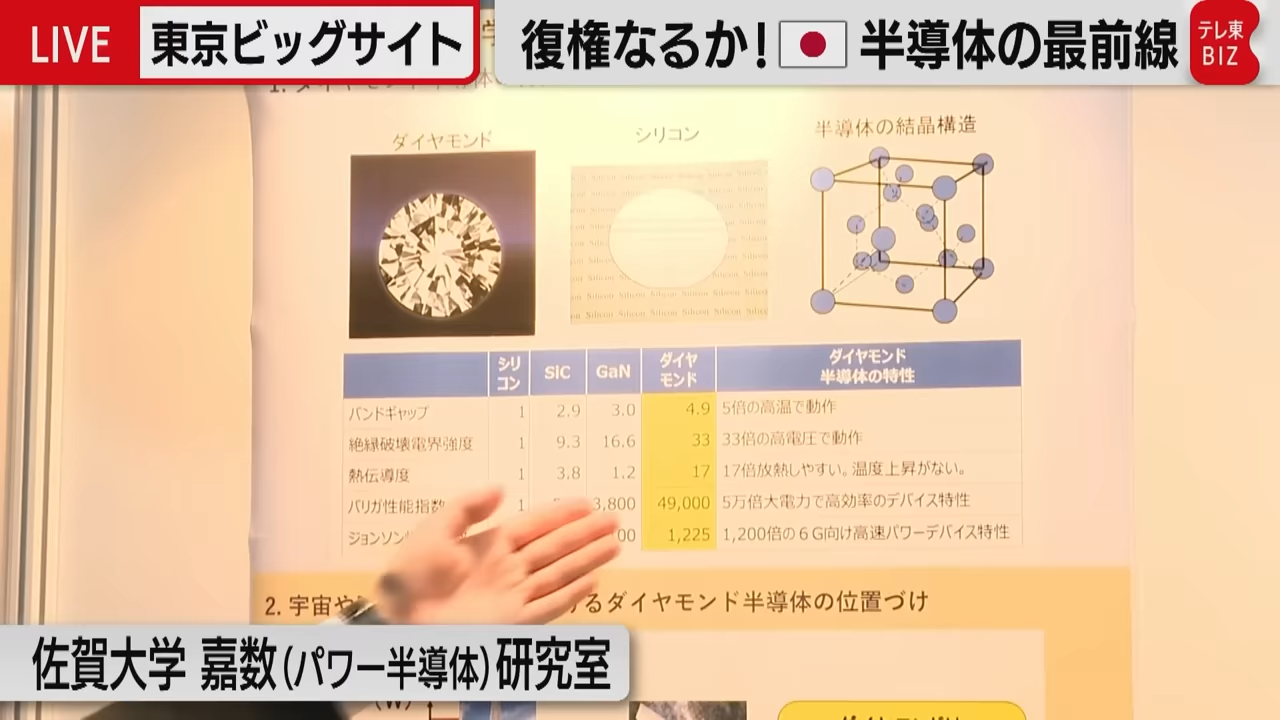 LIVE 東京ビッグサイト
復権なるか! 半導体の最前線
テレ東
BIZ
ダイヤモンド
シリコン
半導体の結晶構造
シリコン SiC GaN ダイヤモンド ダイヤモンド半導体の特性
バンドギャップ 1 2.9 3.0 4.9 5倍の高温で動作
絶縁破壊電界強度 1 9.3 16.6 33 33倍の高電圧で動作
熱伝導度 1 3.8 1.2 17 17倍放熱しやすい。温度上昇がない。
バリガ性能指数 1 3,800 49,000 5万倍大電力で高効率のデバイス特性
ジョンソン 00 1,225 1,200倍の6G向け高速パワーデバイス特性
2. 宇宙や るダイヤモンド半導体の位置づけ
佐賀大学 嘉数(パワー半導体)研究室
(W)